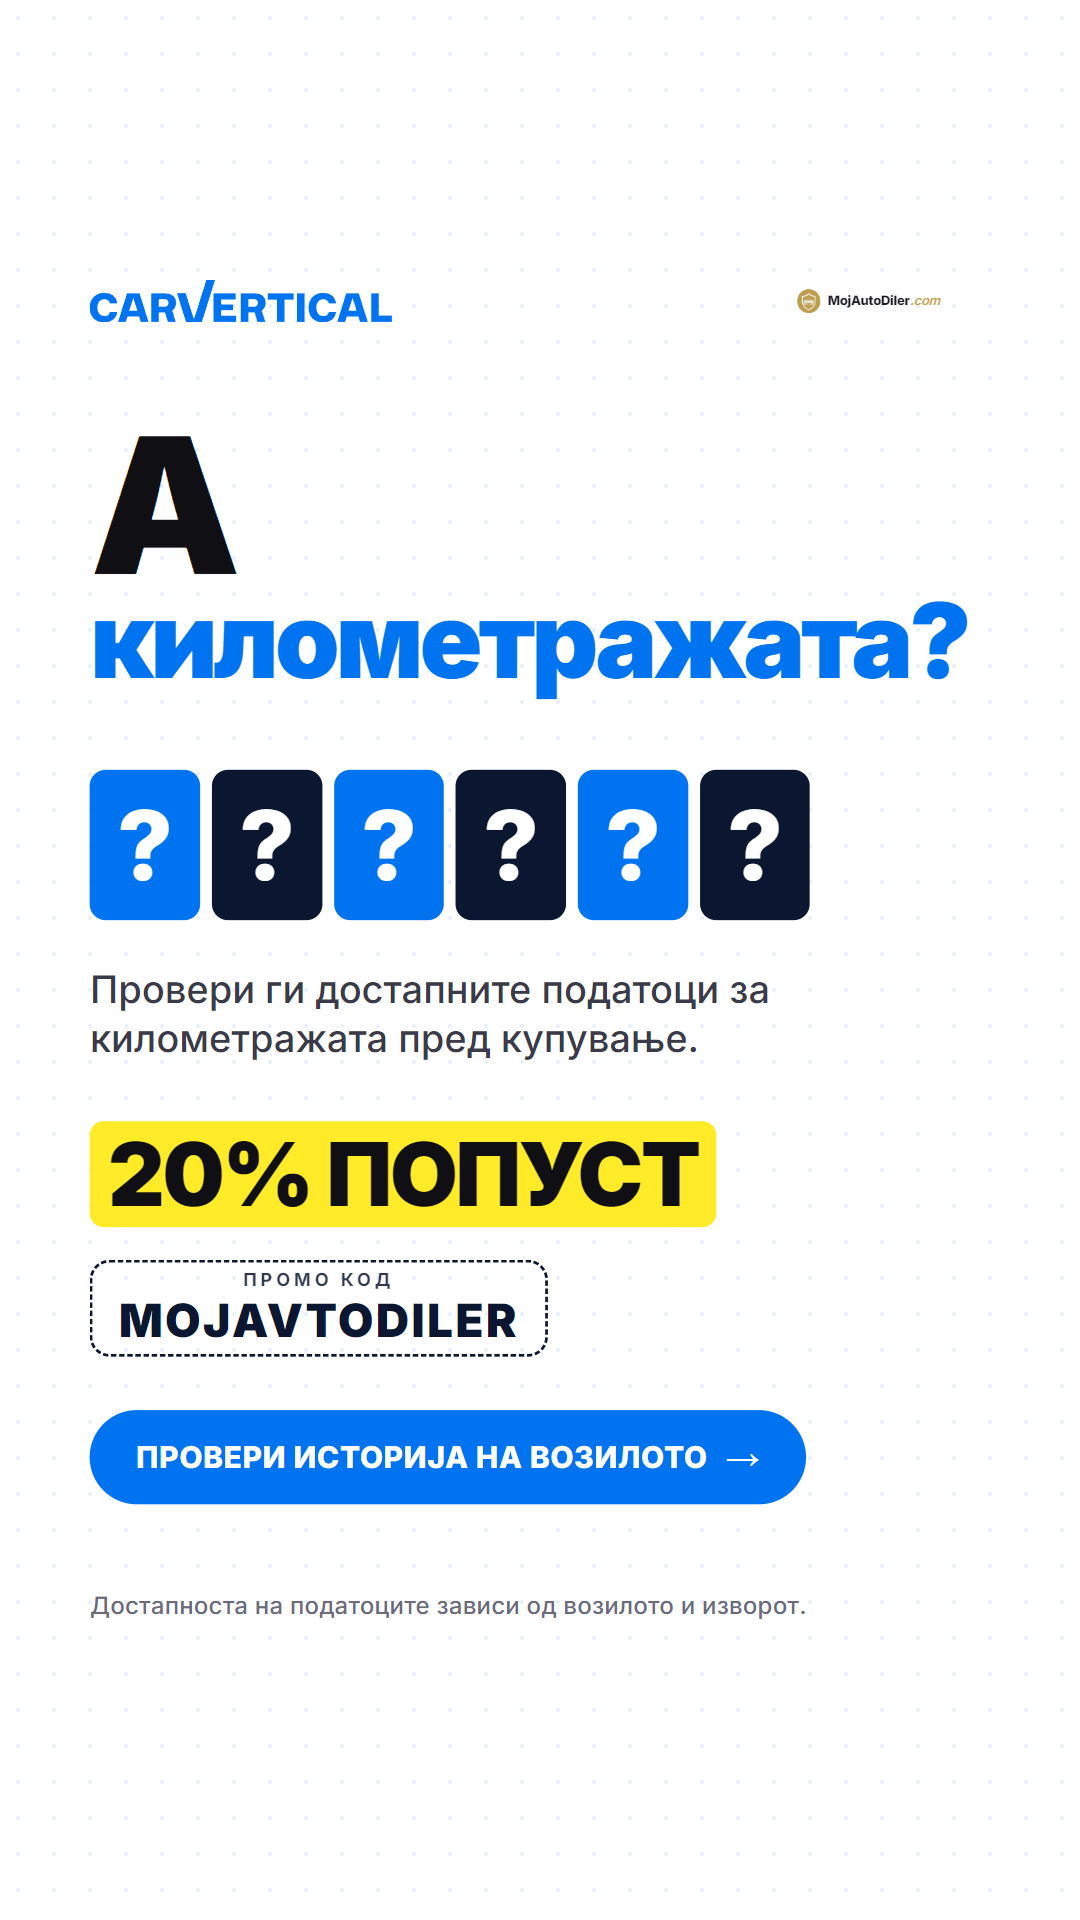 CARVERTICAL
MojAutoDiler.com
А
километражата?
? ? ? ? ? ?
Провери ги достапните податоци за
километражата пред купување.
20% ПОПУСТ
ПРОМО КОД
MOJAVTODILER
ПРОВЕРИ ИСТОРИЈА НА ВОЗИЛОТО →
Достапноста на податоците зависи од возилото и изворот.